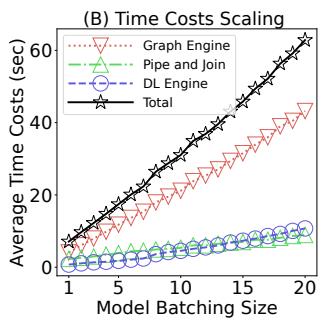 (B) Time Costs Scaling
Average Time Costs (sec)
60
40
20
0
Graph Engine
Pipe and Join
DL Engine
Total
1
5
10
15
20
Model Batching Size